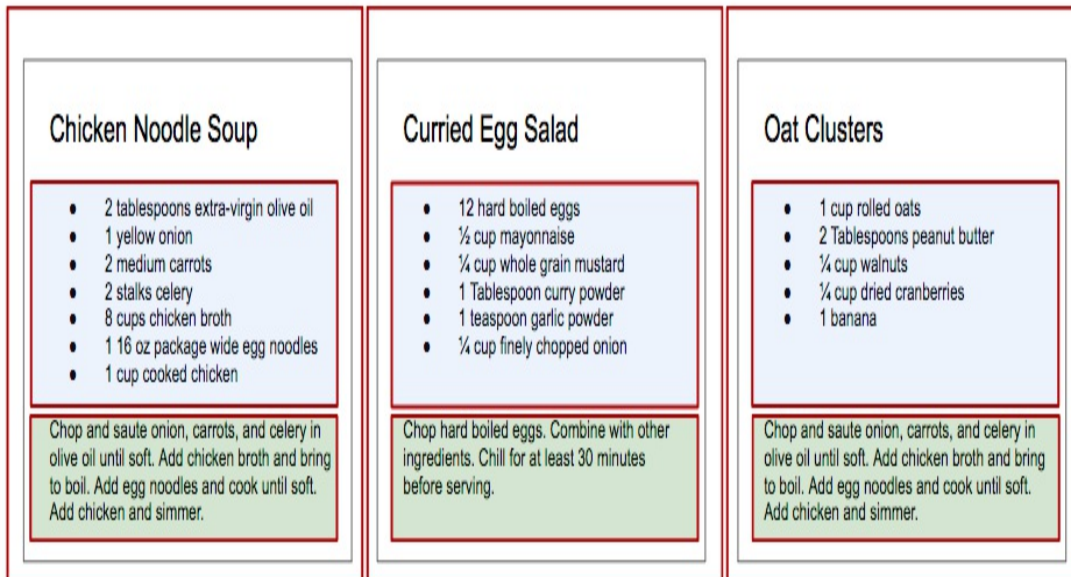 Chicken Noodle Soup
● 2 tablespoons extra-virgin olive oil
● 1 yellow onion
● 2 medium carrots
● 2 stalks celery
● 8 cups chicken broth
● 1 16 oz package wide egg noodles
● 1 cup cooked chicken
Chop and saute onion, carrots, and celery in
olive oil until soft. Add chicken broth and bring
to boil. Add egg noodles and cook until soft.
Add chicken and simmer.
Curried Egg Salad
● 12 hard boiled eggs
● ½ cup mayonnaise
● ¼ cup whole grain mustard
● 1 Tablespoon curry powder
● 1 teaspoon garlic powder
● ¼ cup finely chopped onion
Chop hard boiled eggs. Combine with other
ingredients. Chill for at least 30 minutes
before serving.
Oat Clusters
● 1 cup rolled oats
● 2 Tablespoons peanut butter
● ¼ cup walnuts
● ¼ cup dried cranberries
● 1 banana
Chop and saute onion, carrots, and celery in
olive oil until soft. Add chicken broth and bring
to boil. Add egg noodles and cook until soft.
Add chicken and simmer.